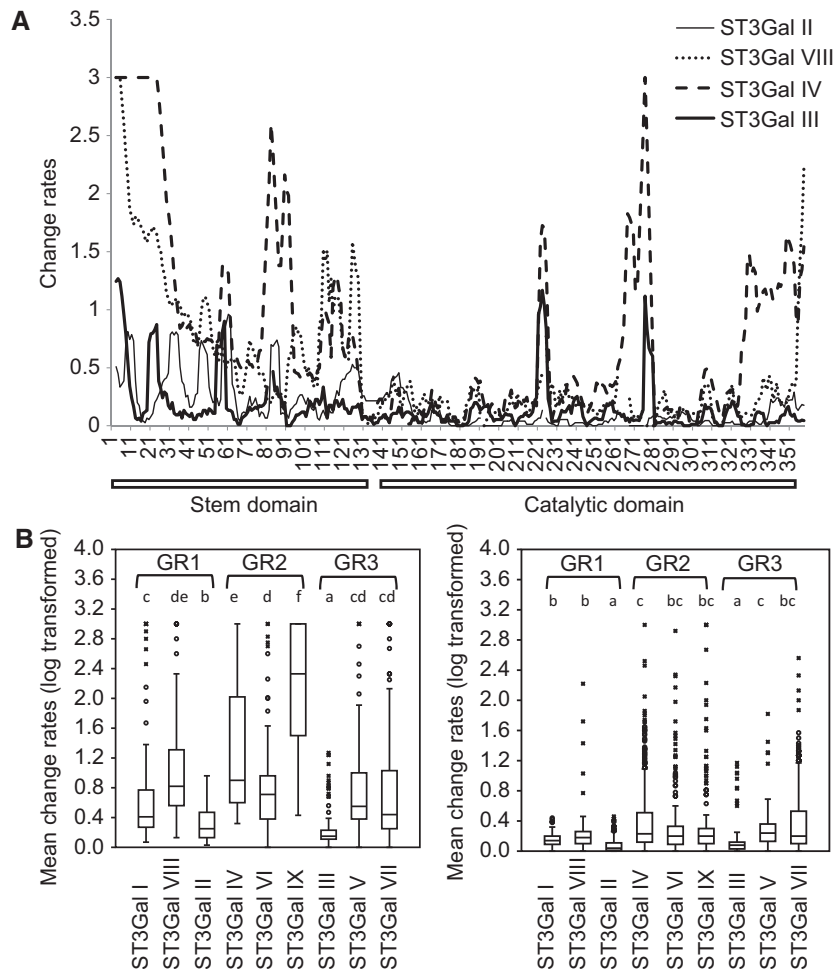 A
3.5
3
2.5
2
1.5
1
0.5
0
Change rates
ST3Gal II
ST3Gal VIII
ST3Gal IV
ST3Gal III
1 11 21 31 41 51 61 71 81 91 101 111 121 131 141 151 161 171 181 191 201 211 221 231 241 251 261 271 281 291 301 311 321 331 341 351
Stem domain
Catalytic domain
B
Mean change rates (log transformed)
4.0
3.6
3.2
2.8
2.4
2.0
1.6
1.2
0.8
0.4
0.0
GR1 GR2 GR3
c de b e d f a cd cd
ST3Gal I
ST3Gal VIII
ST3Gal II
ST3Gal IV
ST3Gal VI
ST3Gal IX
ST3Gal III
ST3Gal V
ST3Gal VII
Mean change rates (log transformed)
4.0
3.6
3.2
2.8
2.4
2.0
1.6
1.2
0.8
0.4
0.0
GR1 GR2 GR3
b b a c bc bc a c bc
ST3Gal I
ST3Gal VIII
ST3Gal II
ST3Gal IV
ST3Gal VI
ST3Gal IX
ST3Gal III
ST3Gal V
ST3Gal VII